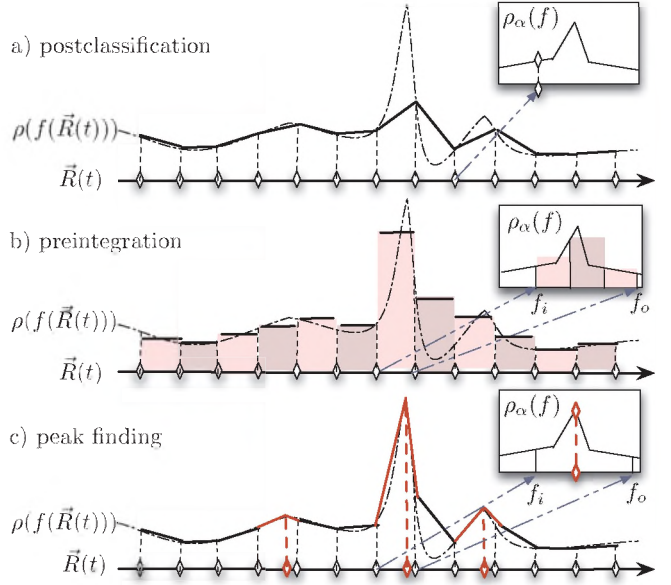 a) postclassification
ρα(f)
ρ(f(R⃗(t)))
R⃗(t)
b) preintegration
ρα(f)
fi
fo
ρ(f(R⃗(t)))
R⃗(t)
c) peak finding
ρα(f)
fi
fo
ρ(f(R⃗(t)))
R⃗(t)